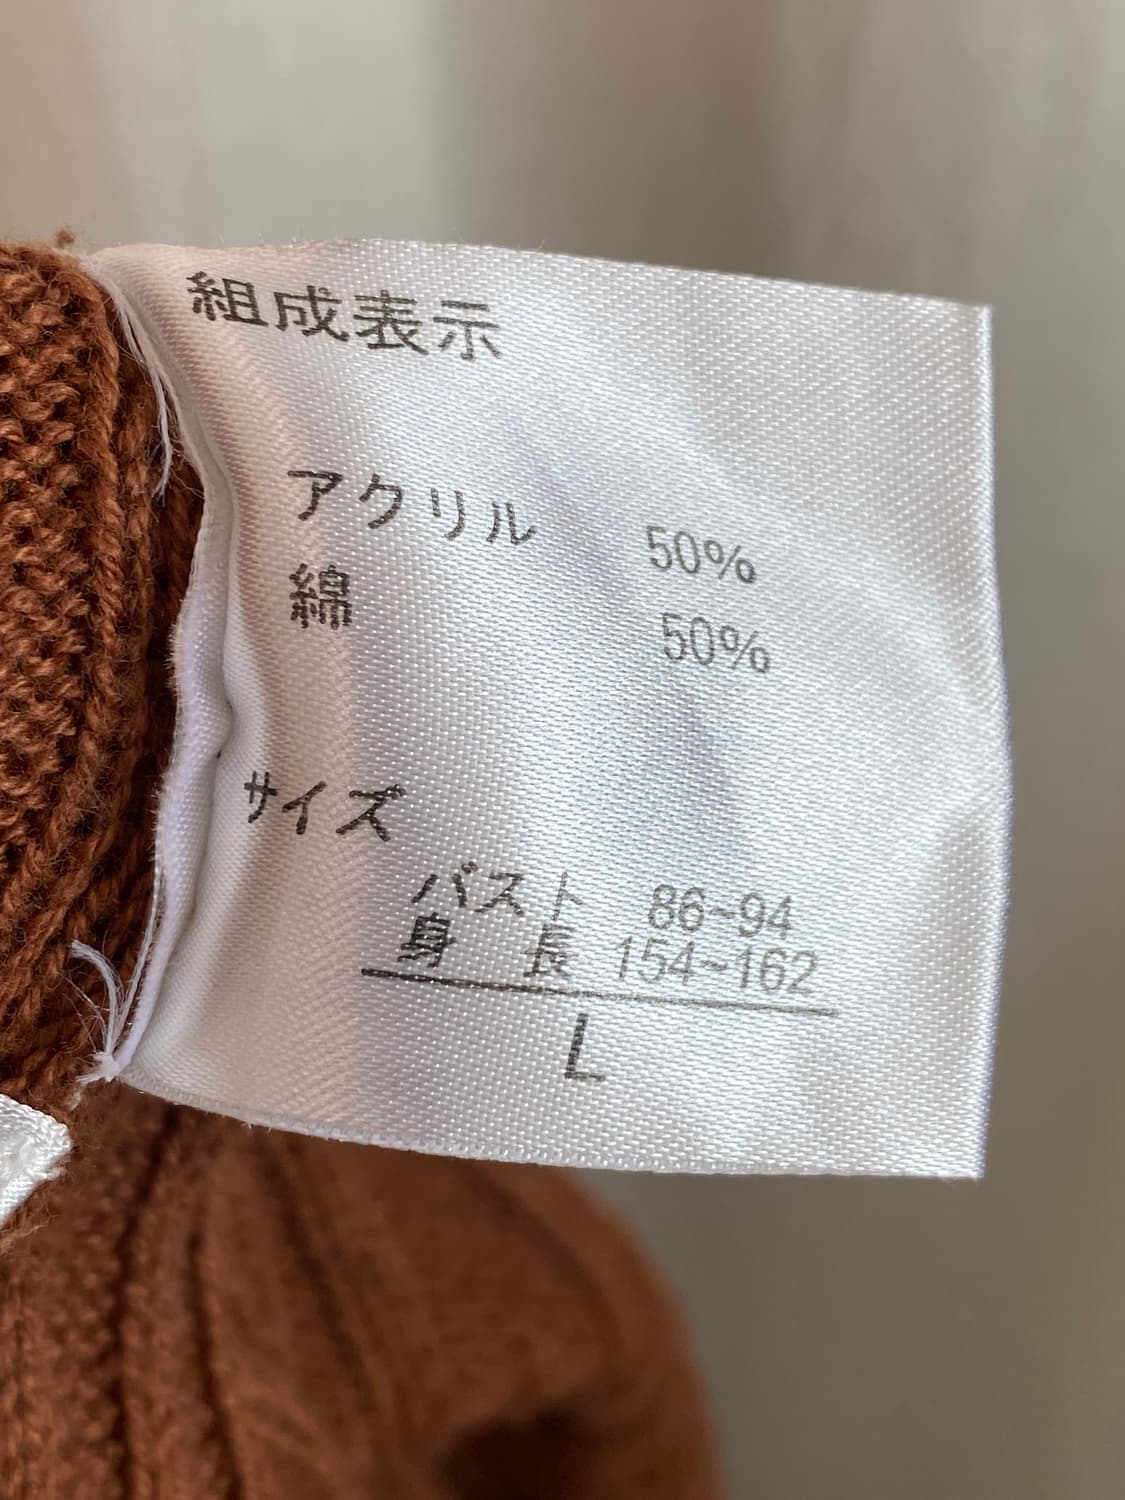 組成表示
アクリル 50%
綿 50%
サイズ
バスト 86~94
身長 154~162
L